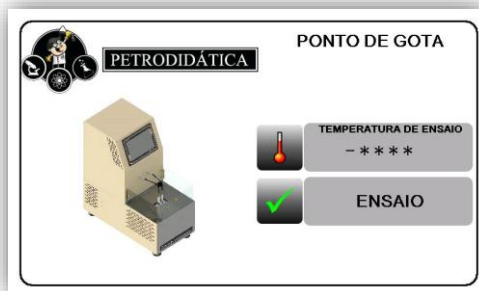 PONTO DE GOTA
PETRODIDÁTICA
TEMPERATURA DE ENSAIO
-****
ENSAIO